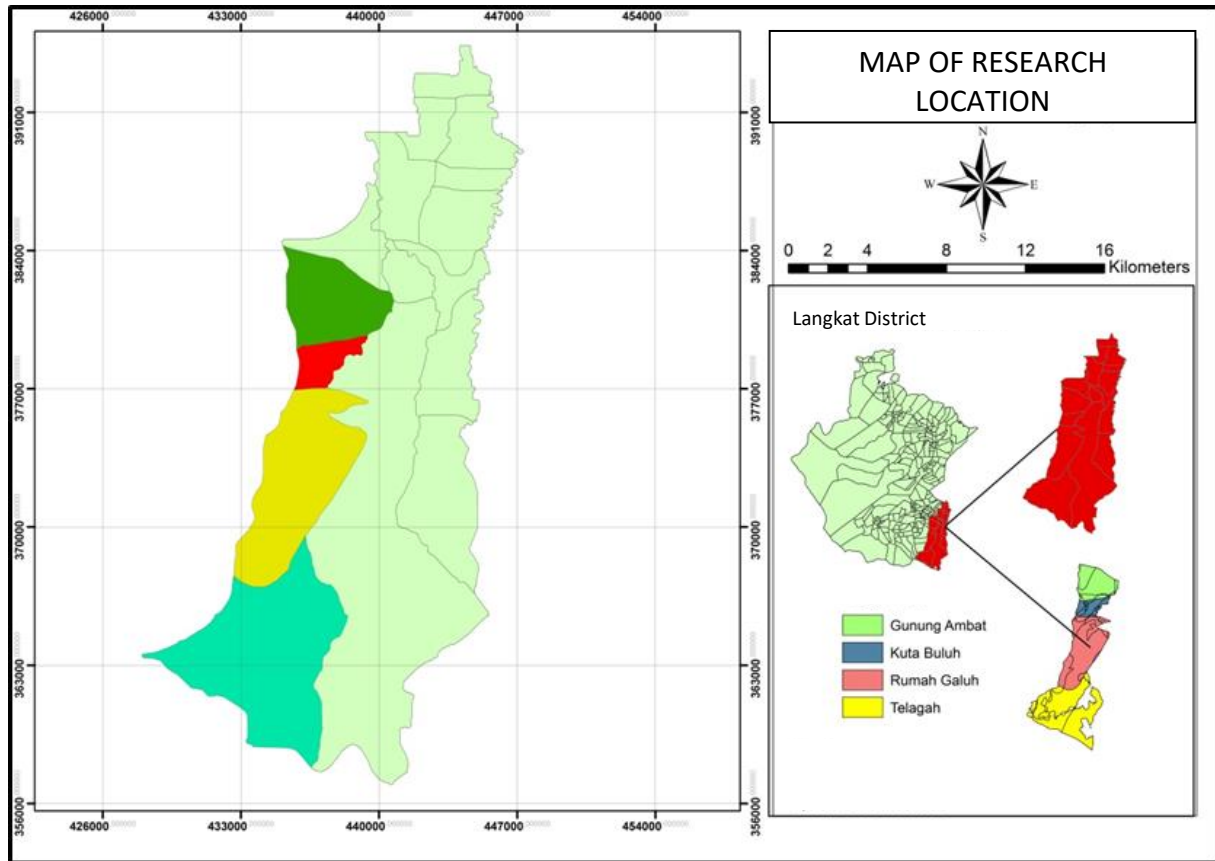 426000 433000 440000 447000 454000
391000 391000
384000 384000
377000 377000
370000 370000
363000 363000
356000 356000
426000 433000 440000 447000 454000
MAP OF RESEARCH
LOCATION
N
W E
S
0 2 4 8 12 16
Kilometers
Langkat District
Gunung Ambat
Kuta Buluh
Rumah Galuh
Telagah